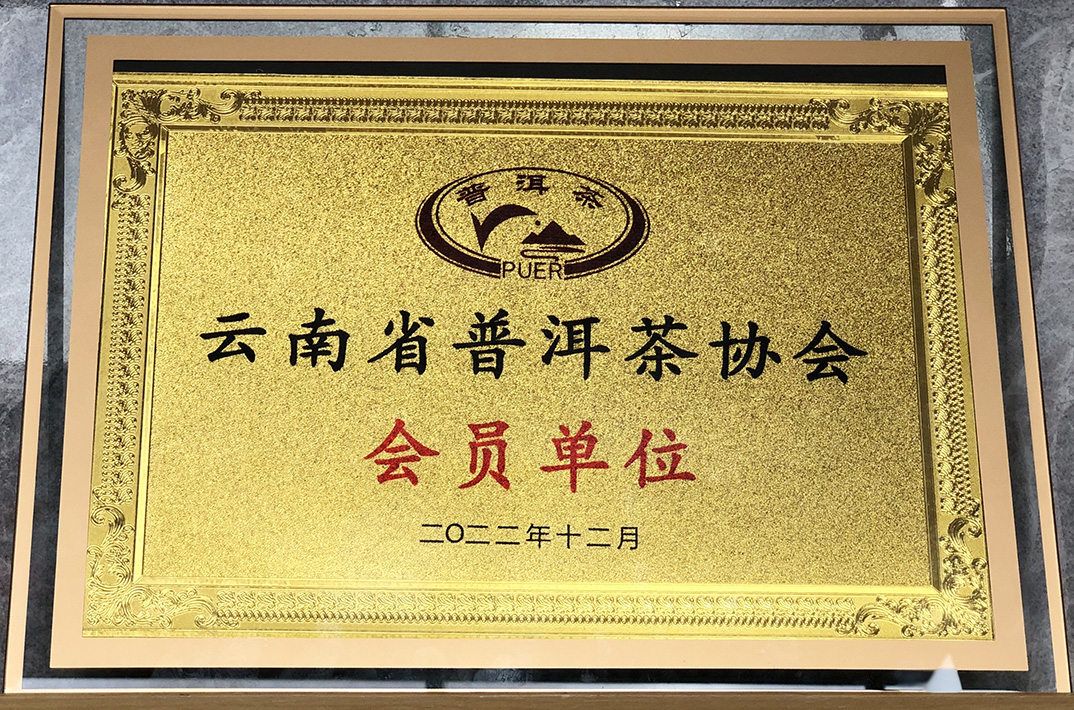 普洱茶
PUER
云南省普洱茶协会
会员单位
二〇二二年十二月